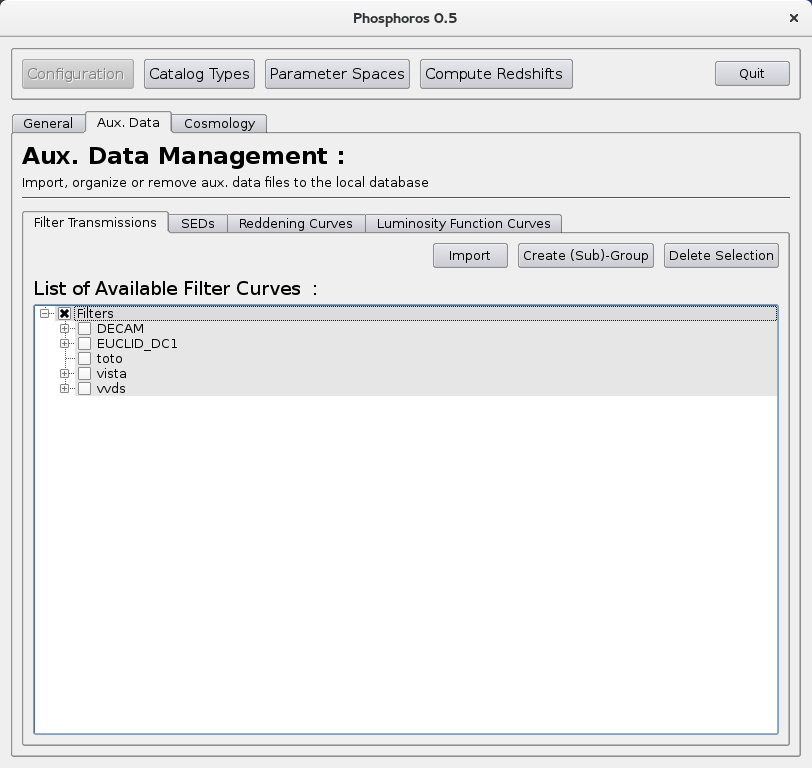 Phosphoros 0.5
Configuration Catalog Types Parameter Spaces Compute Redshifts Quit
General Aux. Data Cosmology
Aux. Data Management :
Import, organize or remove aux. data files to the local database
Filter Transmissions SEDs Reddening Curves Luminosity Function Curves
Import Create (Sub)-Group Delete Selection
List of Available Filter Curves :
Filters
DECAM
EUCLID_DC1
toto
vista
vvds